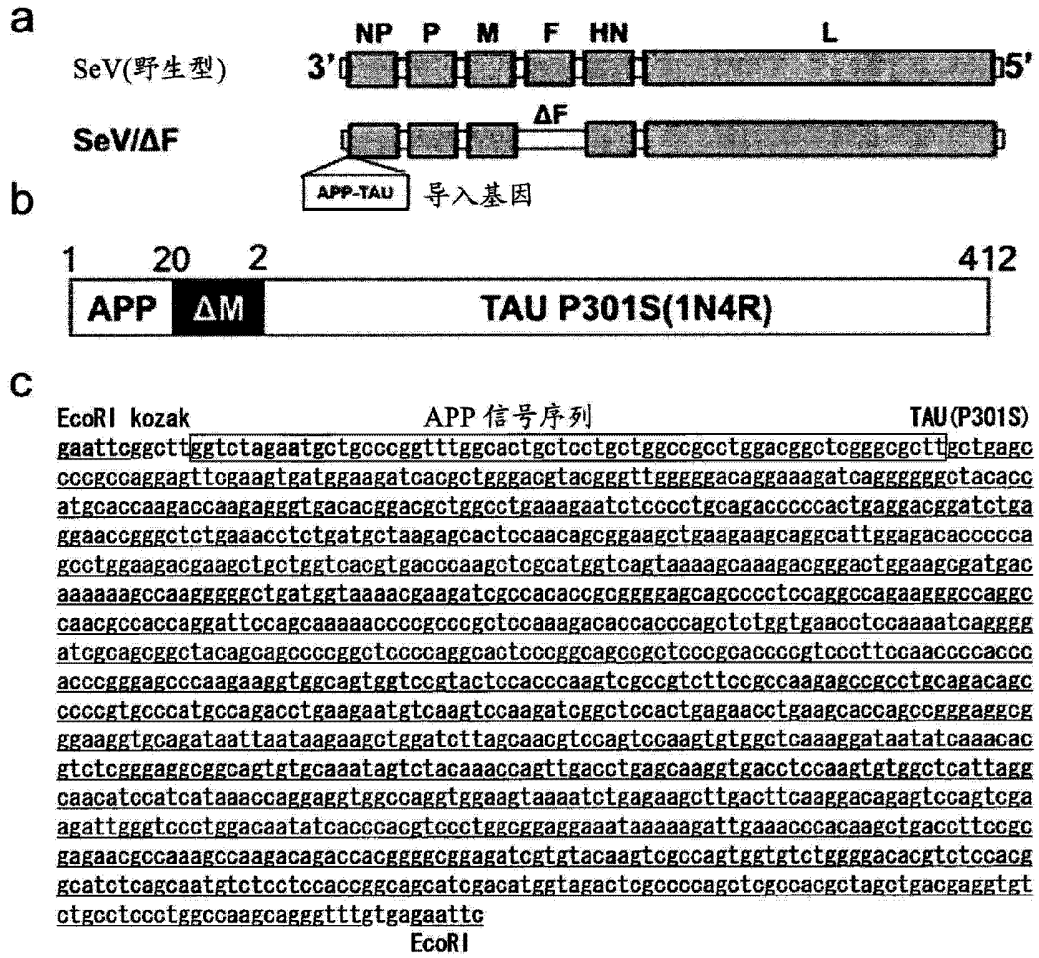 a
NP P M F HN L
SeV(野生型) 3’ 5’
ΔF
SeV/ΔF
APP-TAU 导入基因
b
1 20 2 412
APP ΔM TAU P301S(1N4R)
c
EcoRI kozak APP 信号序列 TAU(P301S)
gaattcggcttggtctagaatgctgcccggtttggcactgctcctgctggccgcctggacggctcgggcgcttgctgagc
cccgccaggagttcgaagtgatggaagatcacgctgggacgtacgggttgggggacaggaaagatcaggggggctacacc
atgcaccaagaccaagagggtgacacggacgctggcctgaaagaatctcccctgcagacccccactgaggacggatctga
ggaaccgggctctgaaacctctgatgctaagagcactccaacagcggaagctgaagaagcaggcattggagacaccccca
gcctggaagacgaagctgctggtcacgtgacccaagctcgcatggtcagtaaaagcaaagacgggactggaagcgatgac
aaaaaagccaagggggctgatggtaaaacgaagatcgccacaccgcggggagcagcccctccaggccagaagggccaggc
caacgccaccaggattccagcaaaaaccccgcccgctccaaagacaccacccagctctggtgaacctccaaaatcagggg
atcgcagcggctacagcagccccggctccccaggcactcccggcagccgctcccgcaccccgtcccttccaaccccaccc
acccgggagcccaagaaggtggcagtggtccgtactccacccaagtcgccgtcttccgccaagagccgcctgcagacagc
ccccgtgcccatgccagacctgaagaatgtcaagtccaagatcggctccactgagaacctgaagcaccagccgggaggcg
ggaaggtgcagataattaataagaagctggatcttagcaacgtccagtccaagtgtggctcaaaggataatatcaaacac
gtctcgggaggcggcagtgtgcaaatagtctacaaaccagttgacctgagcaaggtgacctccaagtgtggctcattagg
caacatccatcataaaccaggaggtggccaggtggaagtaaaatctgagaagcttgacttcaaggacagagtccagtcga
agattgggtccctggacaatatcacccacgtccctggcggaggaaataaaaagattgaaacccacaagctgaccttccgc
gagaacgccaaagccaagacagaccacggggcggagatcgtgtacaagtcgccagtggtgtctggggacacgtctccacg
gcatctcagcaatgtctcctccaccggcagcatcgacatggtagactcgccccagctcgccacgctagctgacgaggtgt
ctgcctccctggccaagcagggtttgtgagaattc
EcoRI